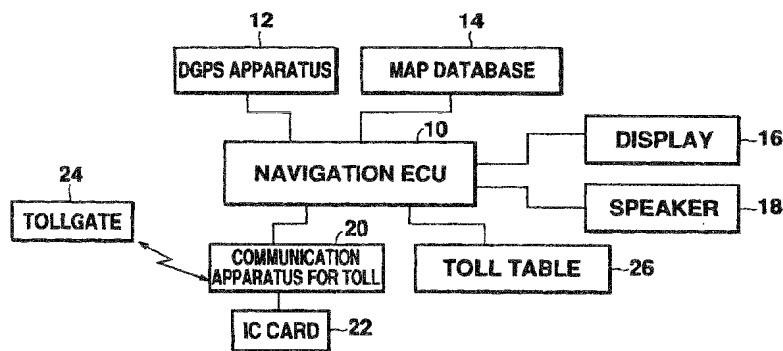 12
14
DGPS APPARATUS
MAP DATABASE
10
NAVIGATION ECU
DISPLAY
16
24
TOLLGATE
SPEAKER
18
20
COMMUNICATION
APPARATUS FOR TOLL
TOLL TABLE
26
IC CARD
22